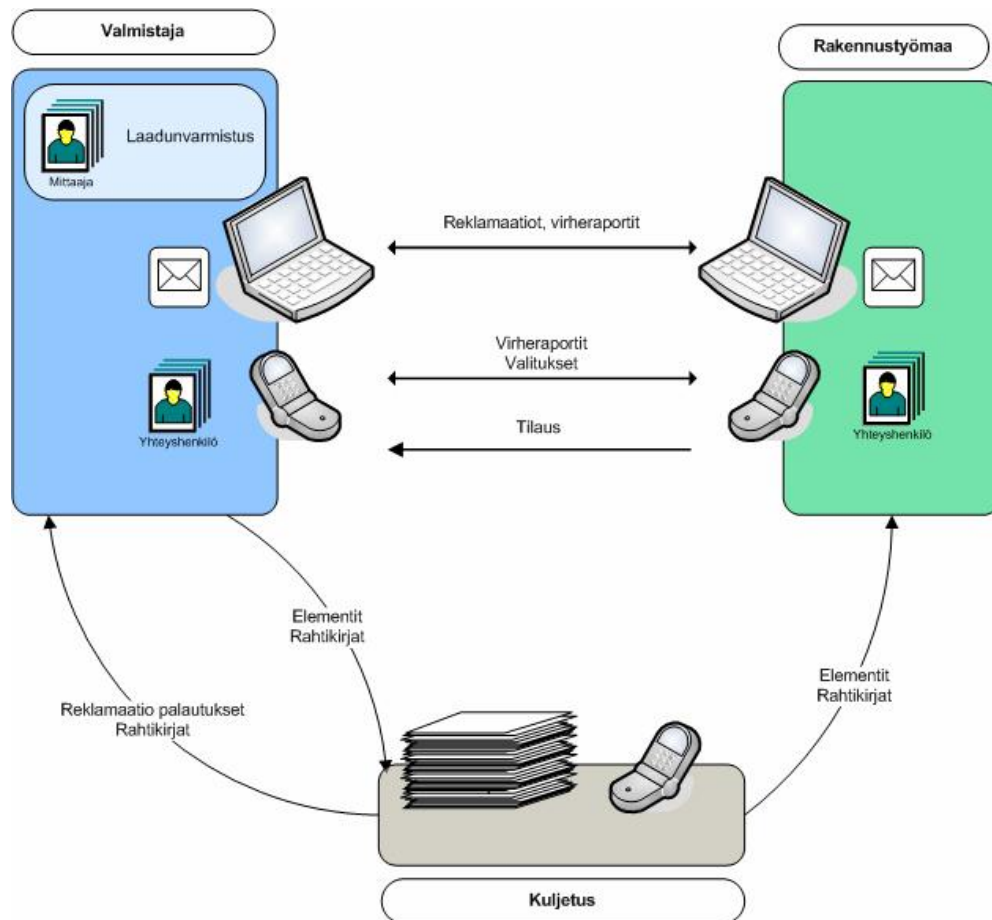 Valmistaja
Rakennustyömaa
Laadunvarmistus
Mittaaja
Reklamaatiot, virheraportit
Virheraportit
Valitukset
Yhteyshenkilö
Yhteyshenkilö
Tilaus
Elementit
Rahtikirjat
Elementit
Rahtikirjat
Reklamaatio palautukset
Rahtikirjat
Kuljetus